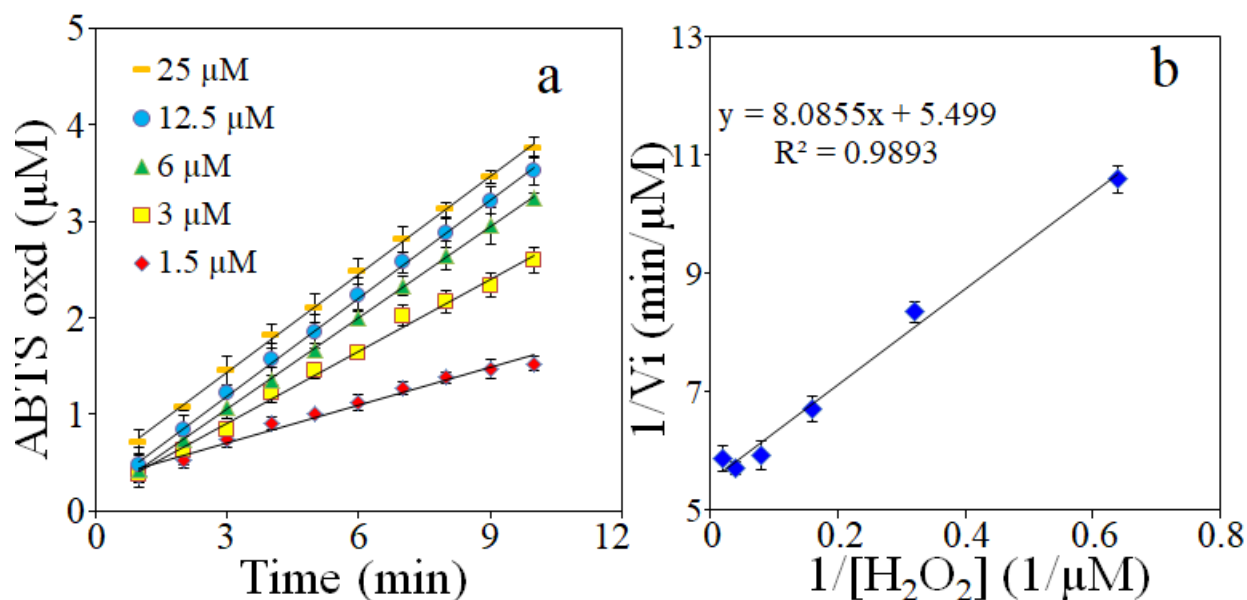 5
4
3
2
1
0
ABTS oxd (μM)
25 μM
12.5 μM
6 μM
3 μM
1.5 μM
a
0 3 6 9 12
Time (min)
13
11
9
7
5
1/Vi (min/μM)
b
y = 8.0855x + 5.499
R² = 0.9893
0 0.2 0.4 0.6 0.8
1/[H₂O₂] (1/μM)